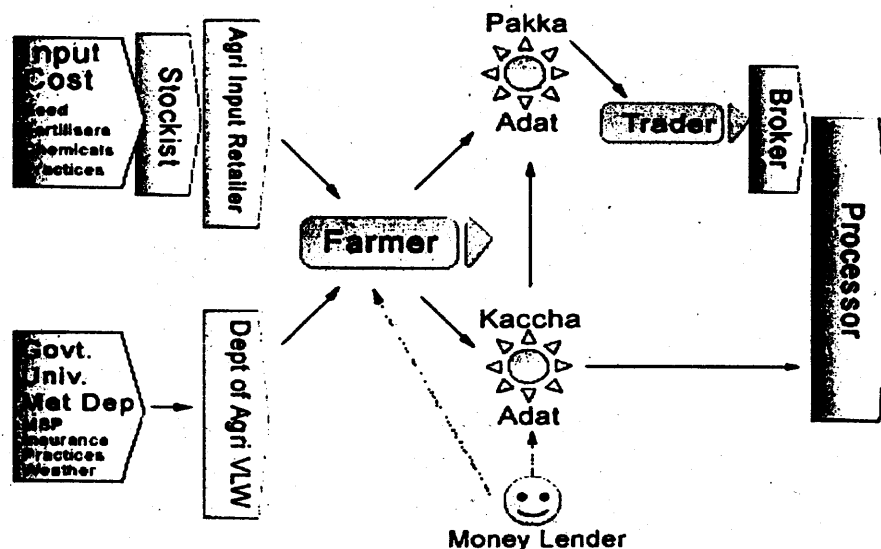 Input
Cost
Seed
Fertilisers
Chemicals
Practices
Stockist
Agri Input Retailer
Pakka
Adat
Trader
Broker
Processor
Farmer
Govt.
Univ.
Met Dep
MSP
Insurance
Practices
Weather
Dept of Agri VLW
Kaccha
Adat
Money Lender